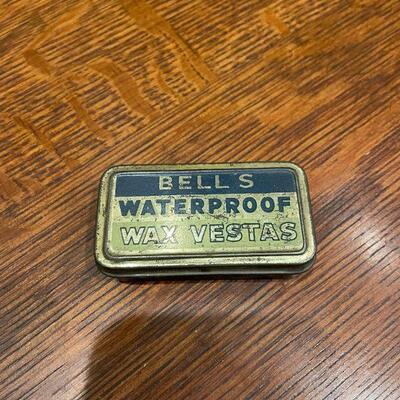 BELL'S
WATERPROOF
WAX VESTAS